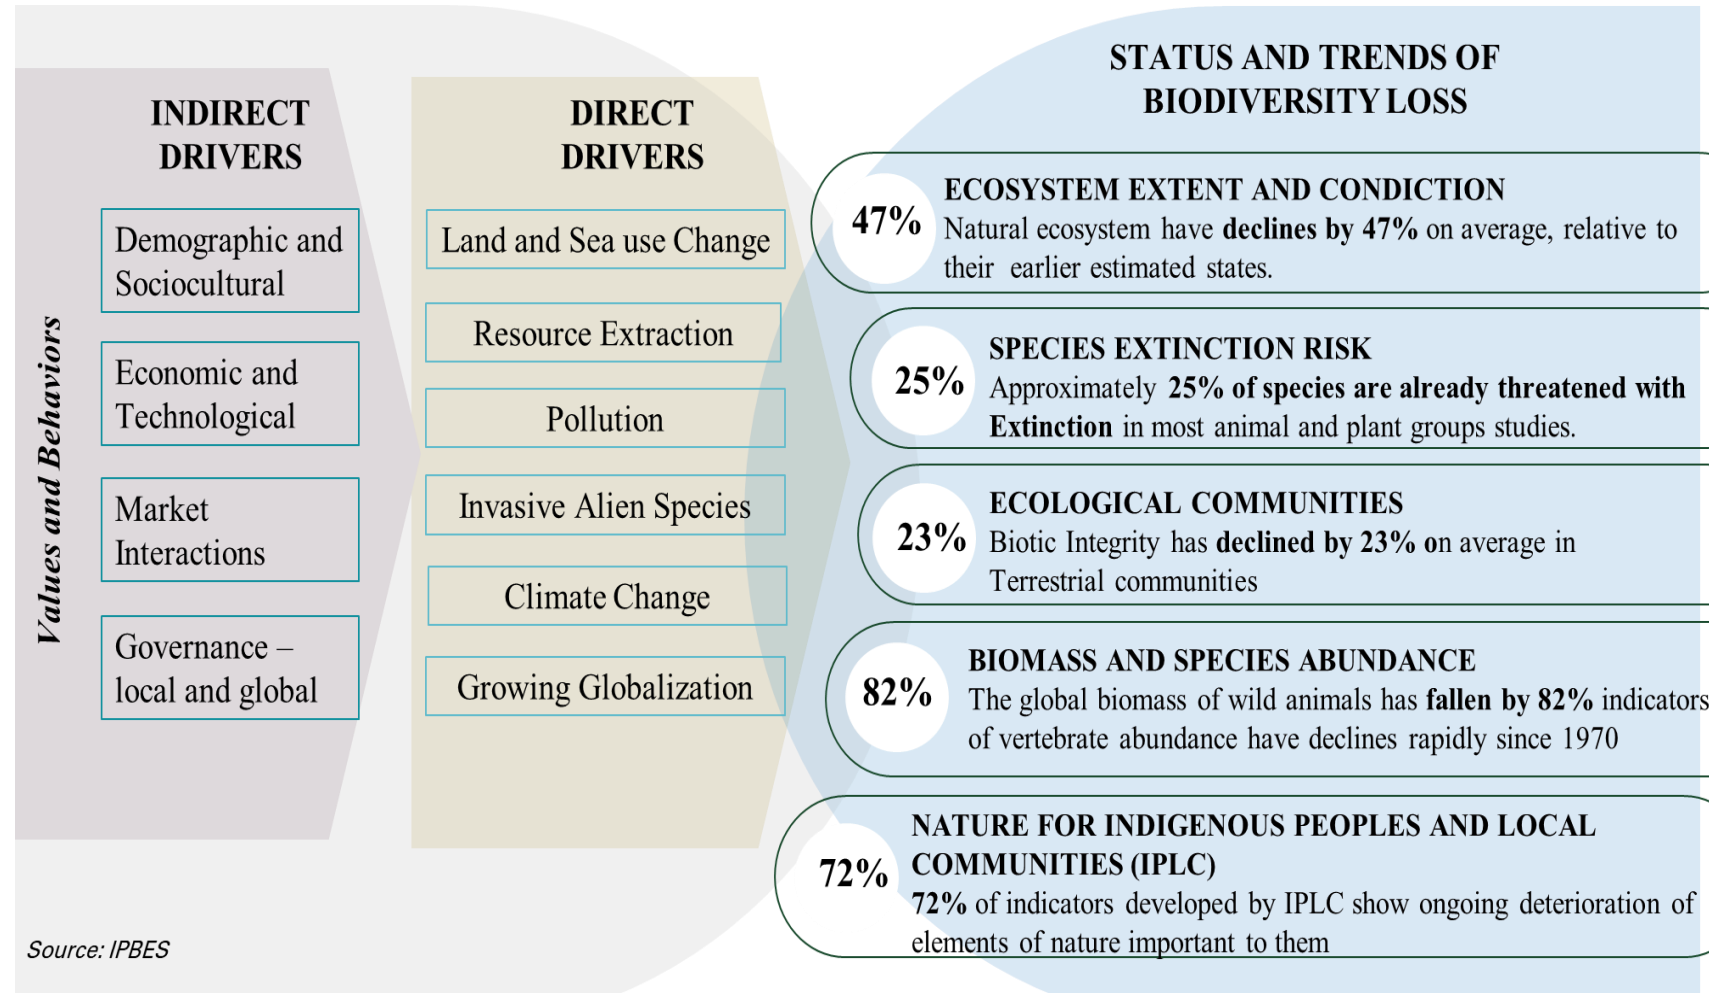 INDIRECT
DRIVERS
Values and Behaviors
Demographic and
Sociocultural
Economic and
Technological
Market
Interactions
Governance –
local and global
DIRECT
DRIVERS
Land and Sea use Change
Resource Extraction
Pollution
Invasive Alien Species
Climate Change
Growing Globalization
STATUS AND TRENDS OF
BIODIVERSITY LOSS
47%
ECOSYSTEM EXTENT AND CONDICTION
Natural ecosystem have declines by 47% on average, relative to
their earlier estimated states.
25%
SPECIES EXTINCTION RISK
Approximately 25% of species are already threatened with
Extinction in most animal and plant groups studies.
23%
ECOLOGICAL COMMUNITIES
Biotic Integrity has declined by 23% on average in
Terrestrial communities
82%
BIOMASS AND SPECIES ABUNDANCE
The global biomass of wild animals has fallen by 82% indicators
of vertebrate abundance have declines rapidly since 1970
72%
NATURE FOR INDIGENOUS PEOPLES AND LOCAL
COMMUNITIES (IPLC)
72% of indicators developed by IPLC show ongoing deterioration of
elements of nature important to them
Source: IPBES